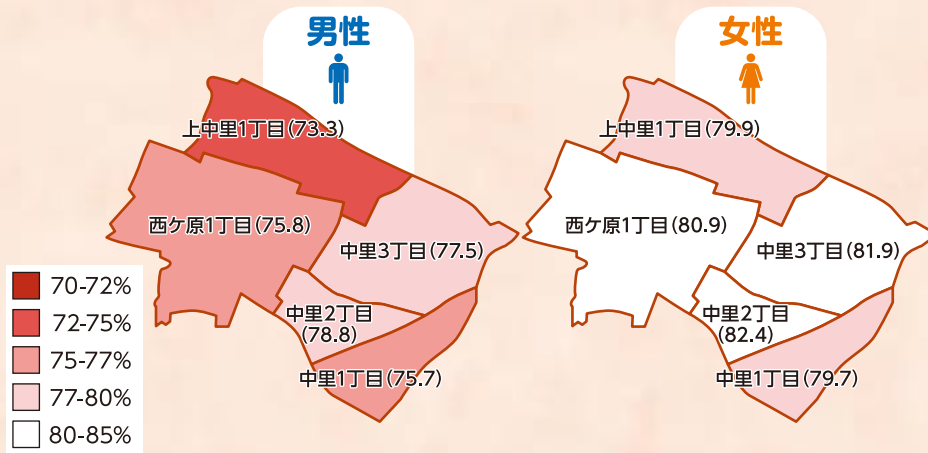 男性
上中里1丁目(73.3)
西ケ原1丁目(75.8)
中里3丁目(77.5)
中里2丁目
(78.8)
中里1丁目(75.7)
女性
上中里1丁目(79.9)
西ケ原1丁目(80.9)
中里3丁目(81.9)
中里2丁目
(82.4)
中里1丁目(79.7)
70-72%
72-75%
75-77%
77-80%
80-85%